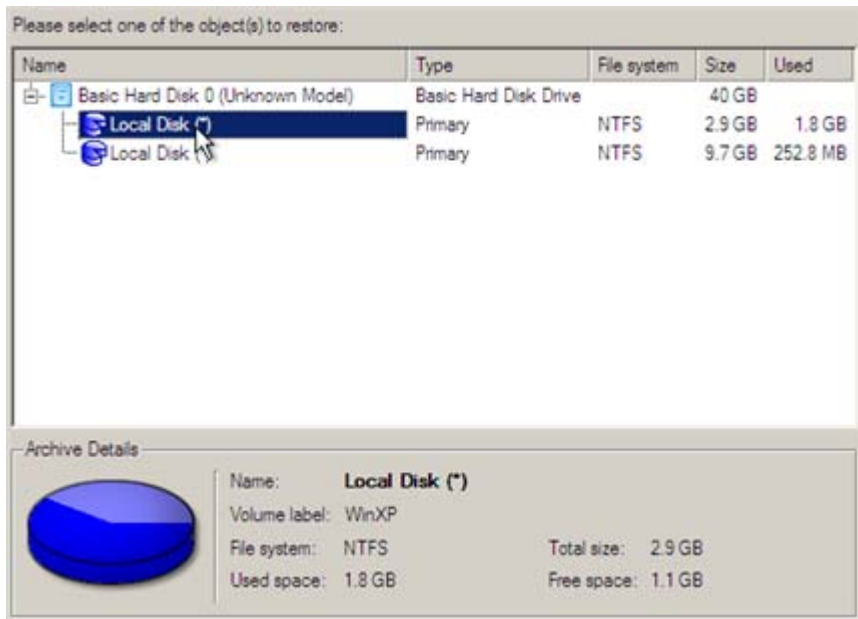 Please select one of the object(s) to restore:
Name Type File system Size Used
Basic Hard Disk 0 (Unknown Model) Basic Hard Disk Drive 40 GB
Local Disk (*) Primary NTFS 2.9 GB 1.8 GB
Local Disk Primary NTFS 9.7 GB 252.8 MB
Archive Details
Name: Local Disk (*)
Volume label: WinXP
File system: NTFS Total size: 2.9 GB
Used space: 1.8 GB Free space: 1.1 GB